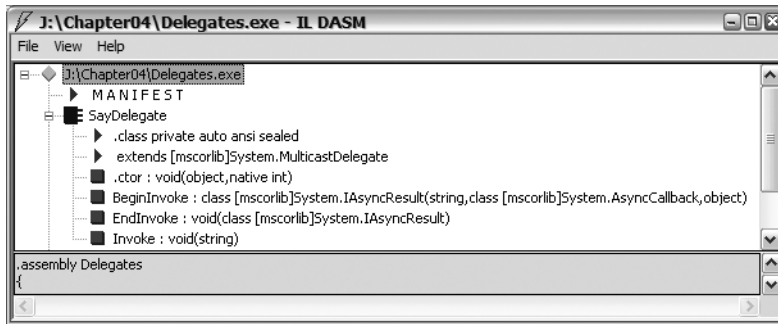 J:\Chapter04\Delegates.exe - IL DASM
File View Help
J:\Chapter04\Delegates.exe
MANIFEST
SayDelegate
.class private auto ansi sealed
extends [mscorlib]System.MulticastDelegate
.ctor : void(object,native int)
BeginInvoke : class [mscorlib]System.IAsyncResult(string,class [mscorlib]System.AsyncCallback,object)
EndInvoke : void(class [mscorlib]System.IAsyncResult)
Invoke : void(string)
.assembly Delegates
{